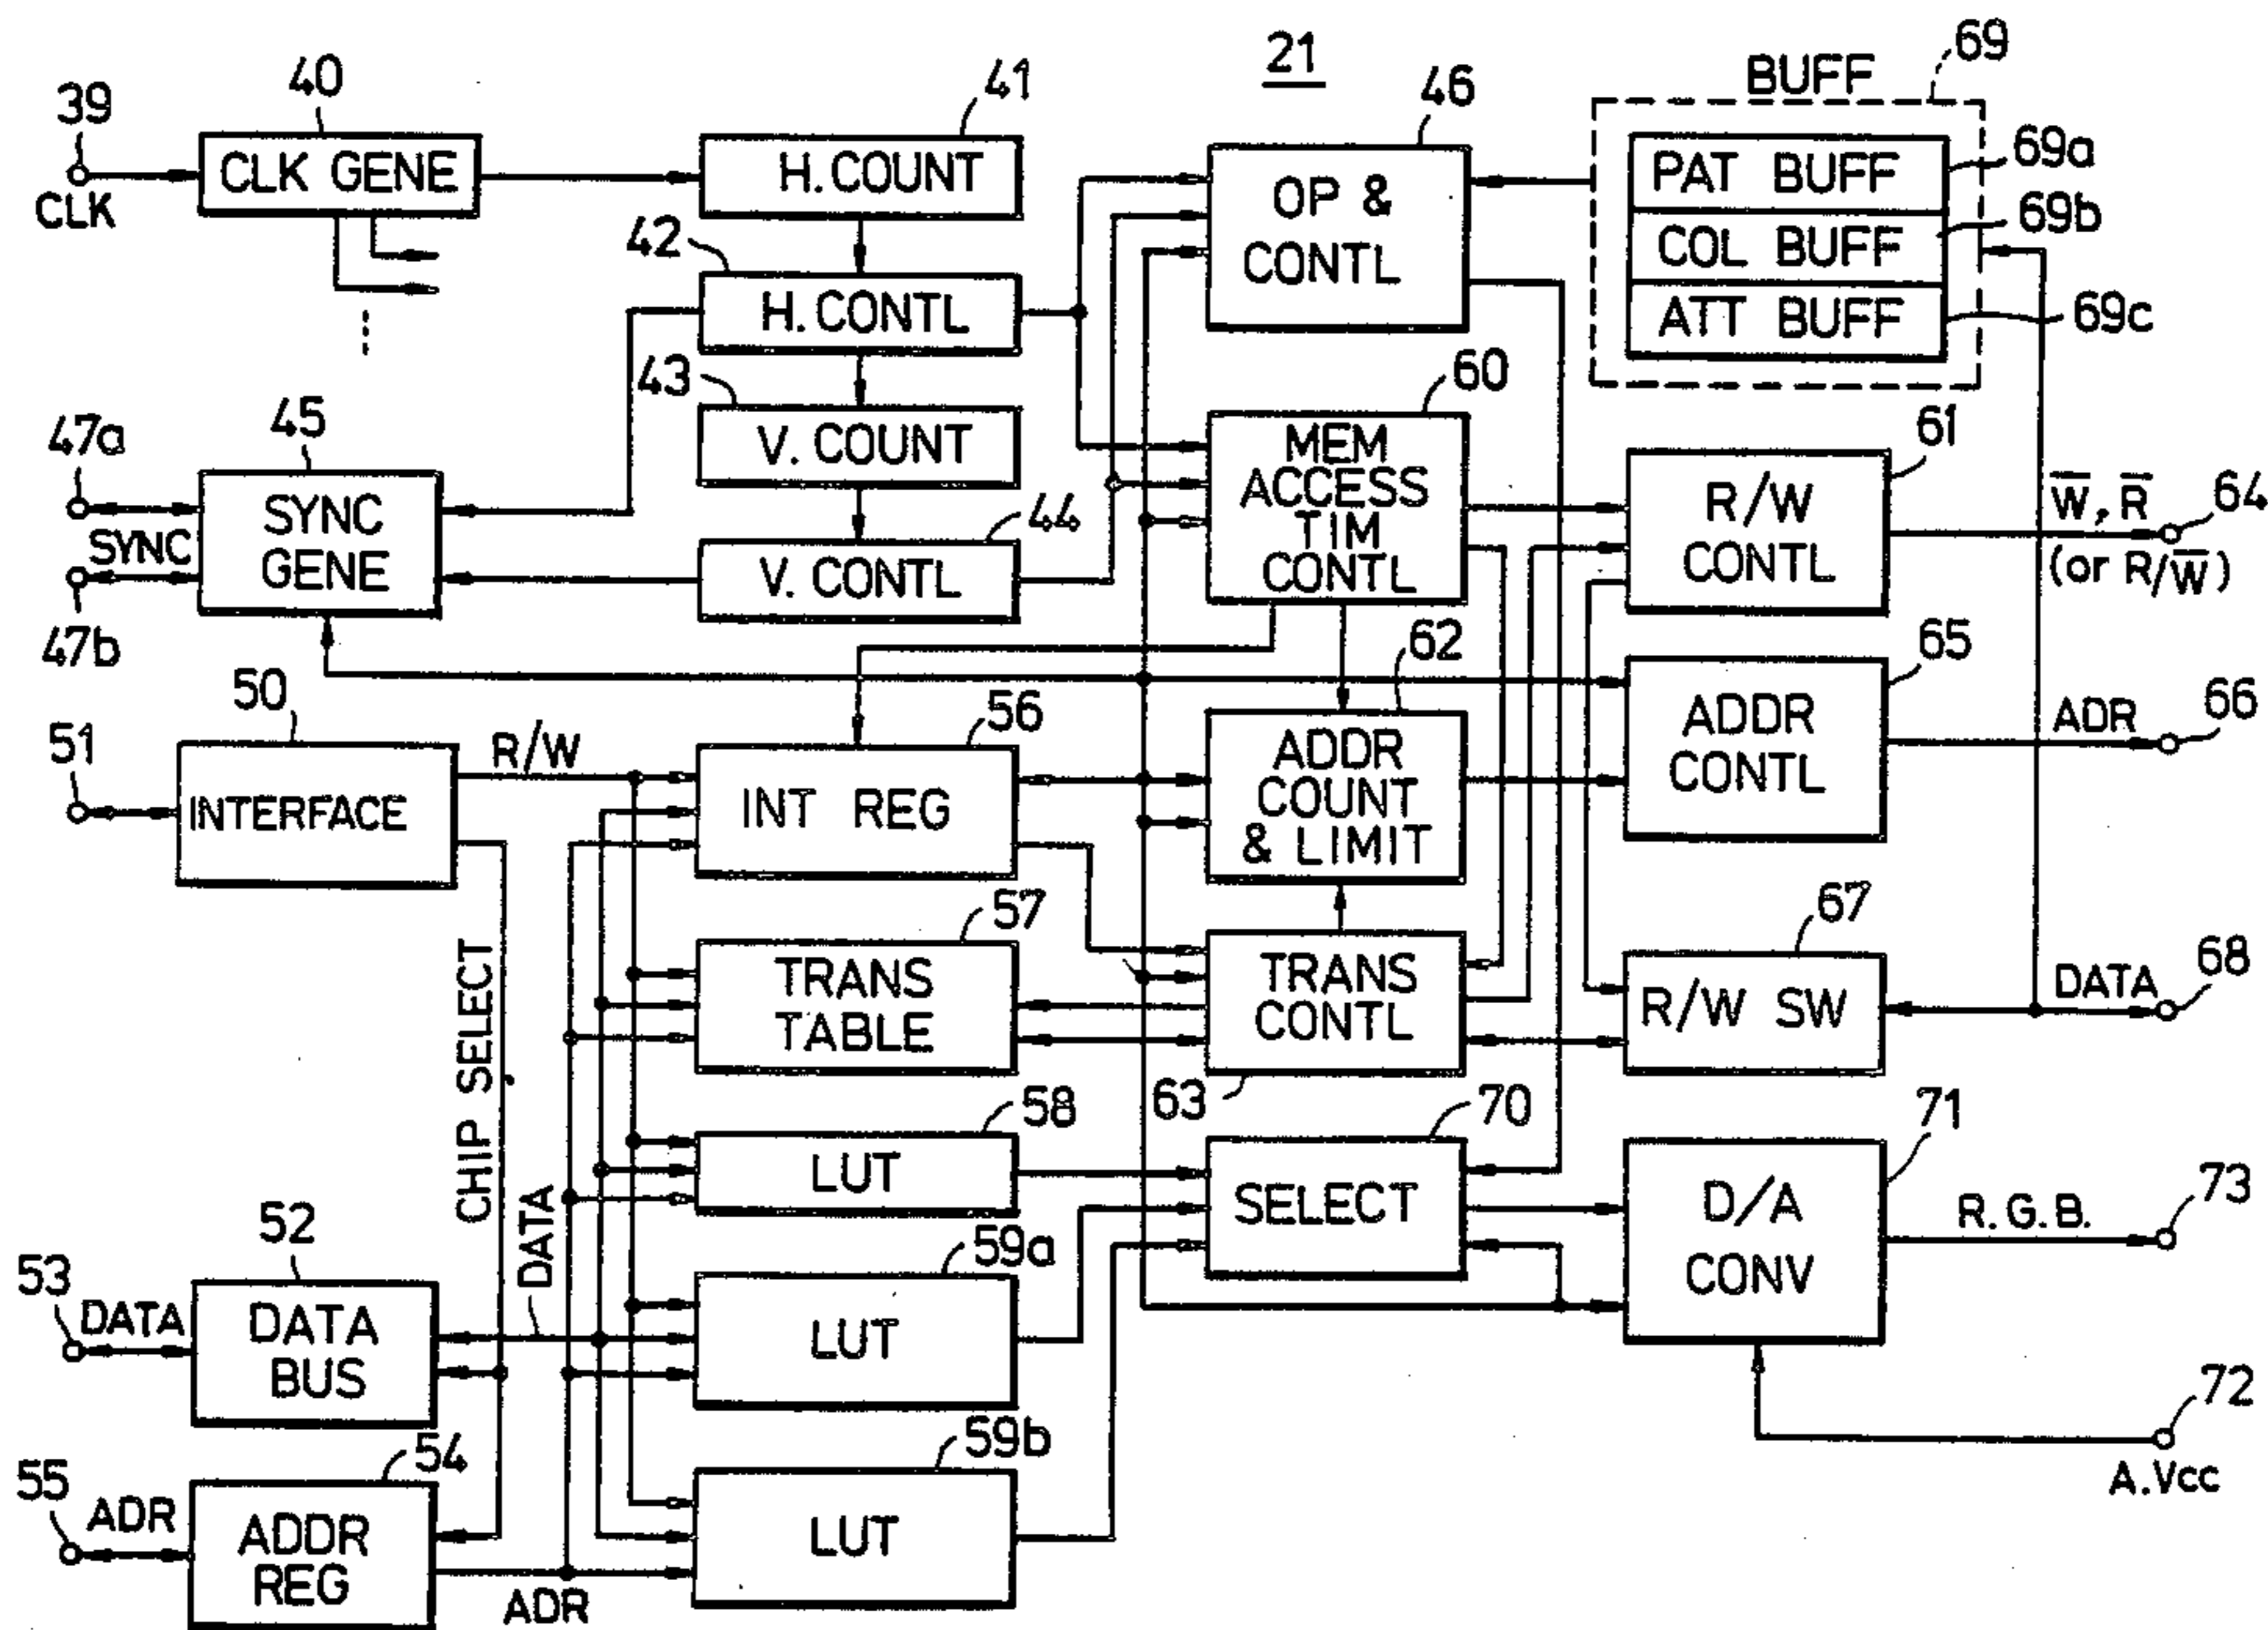 21
39
CLK
40
CLK GENE
41
H.COUNT
42
H.CONTL
43
V. COUNT
44
V. CONTL
45
SYNC
GENE
47a
SYNC
47b
46
OP &
CONTL
69
BUFF
PAT BUFF
69a
COL BUFF
69b
ATT BUFF
69c
60
MEM
ACCESS
TIM
CONTL
61
R/W
CONTL
W̅, R̅
(or R/W̅)
64
62
ADDR
COUNT
& LIMIT
65
ADDR
CONTL
ADR
66
50
INTERFACE
51
R/W
CHIP SELECT
56
INT REG
57
TRANS
TABLE
63
TRANS
CONTL
67
R/W SW
DATA
68
58
LUT
59a
LUT
59b
LUT
70
SELECT
71
D/A
CONV
R.G.B.
73
72
A.Vcc
52
DATA
BUS
53
DATA
DATA
54
ADDR
REG
55
ADR
ADR